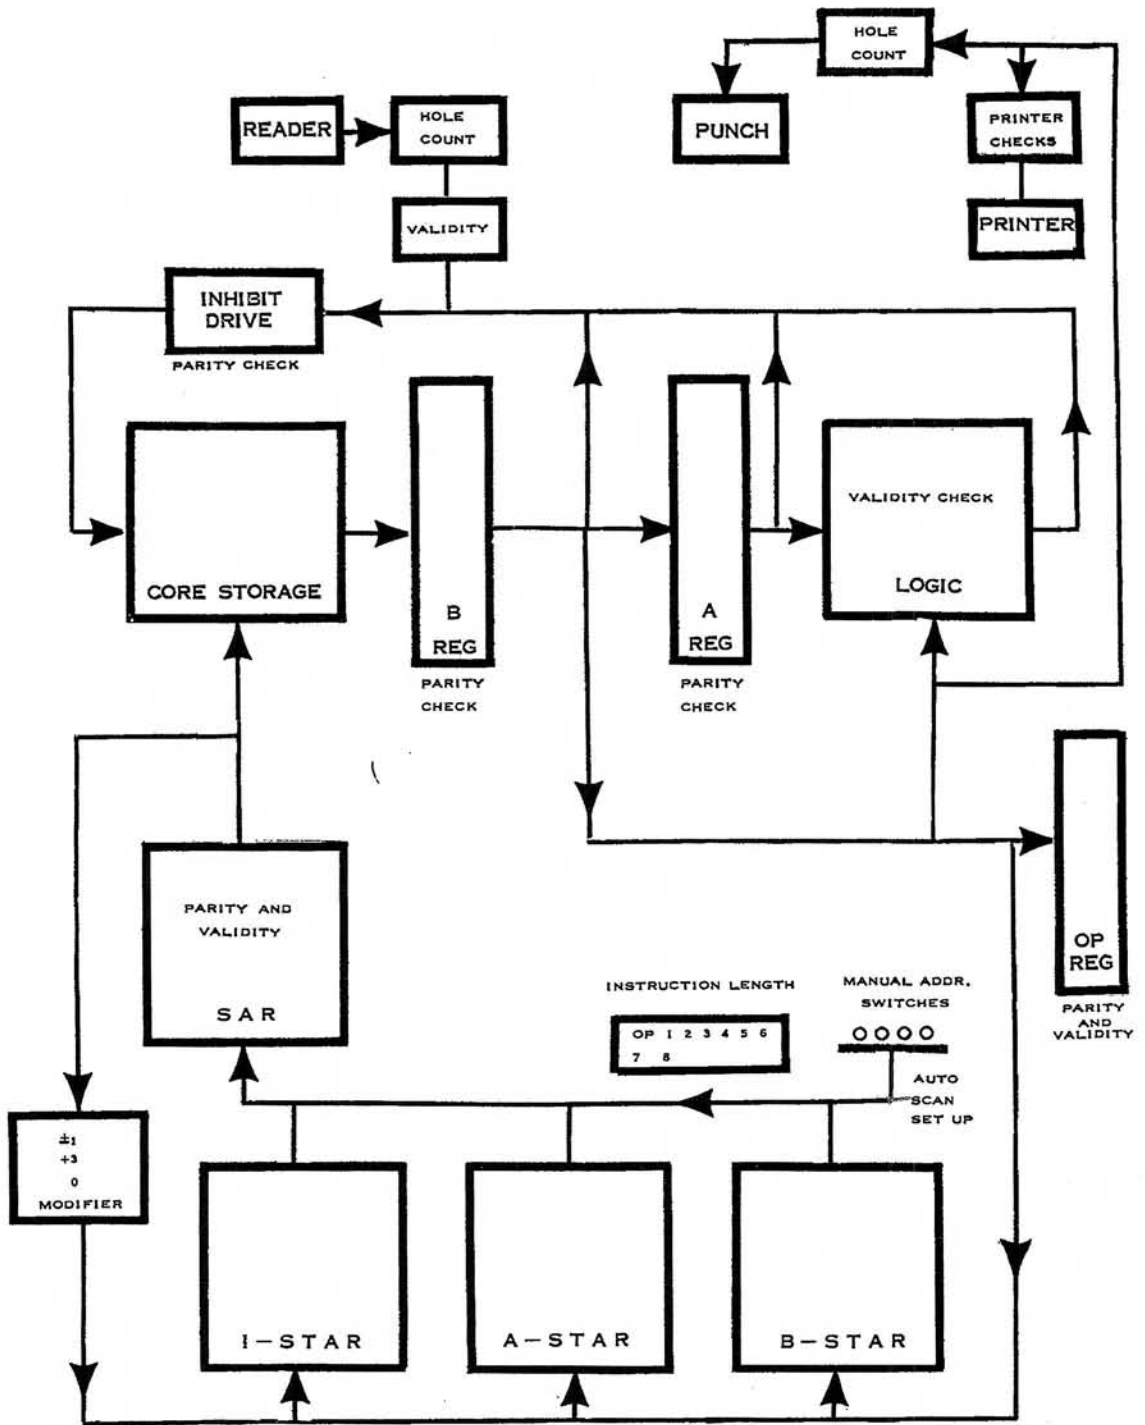 HOLE
COUNT
READER
HOLE
COUNT
PUNCH
PRINTER
CHECKS
VALIDITY
PRINTER
INHIBIT
DRIVE
PARITY CHECK
CORE STORAGE
B
REG
PARITY
CHECK
A
REG
PARITY
CHECK
VALIDITY CHECK
LOGIC
OP
REG
PARITY
AND
VALIDITY
PARITY AND
VALIDITY
SAR
INSTRUCTION LENGTH
OP 1 2 3 4 5 6
7 8
MANUAL ADDR.
SWITCHES
AUTO
SCAN
SET UP
±1
+3
0
MODIFIER
I-STAR
A-STAR
B-STAR